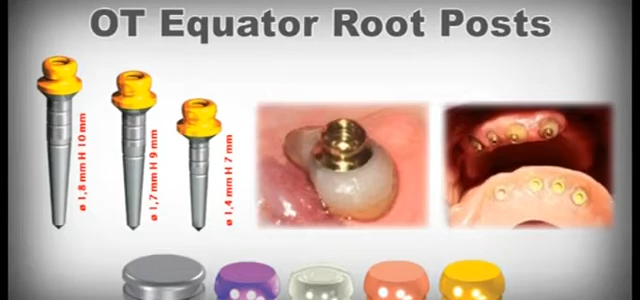 OT Equator Root Posts
ø 1,8 mm H 10 mm
ø 1,7 mm H 9 mm
ø 1,4 mm H 7 mm